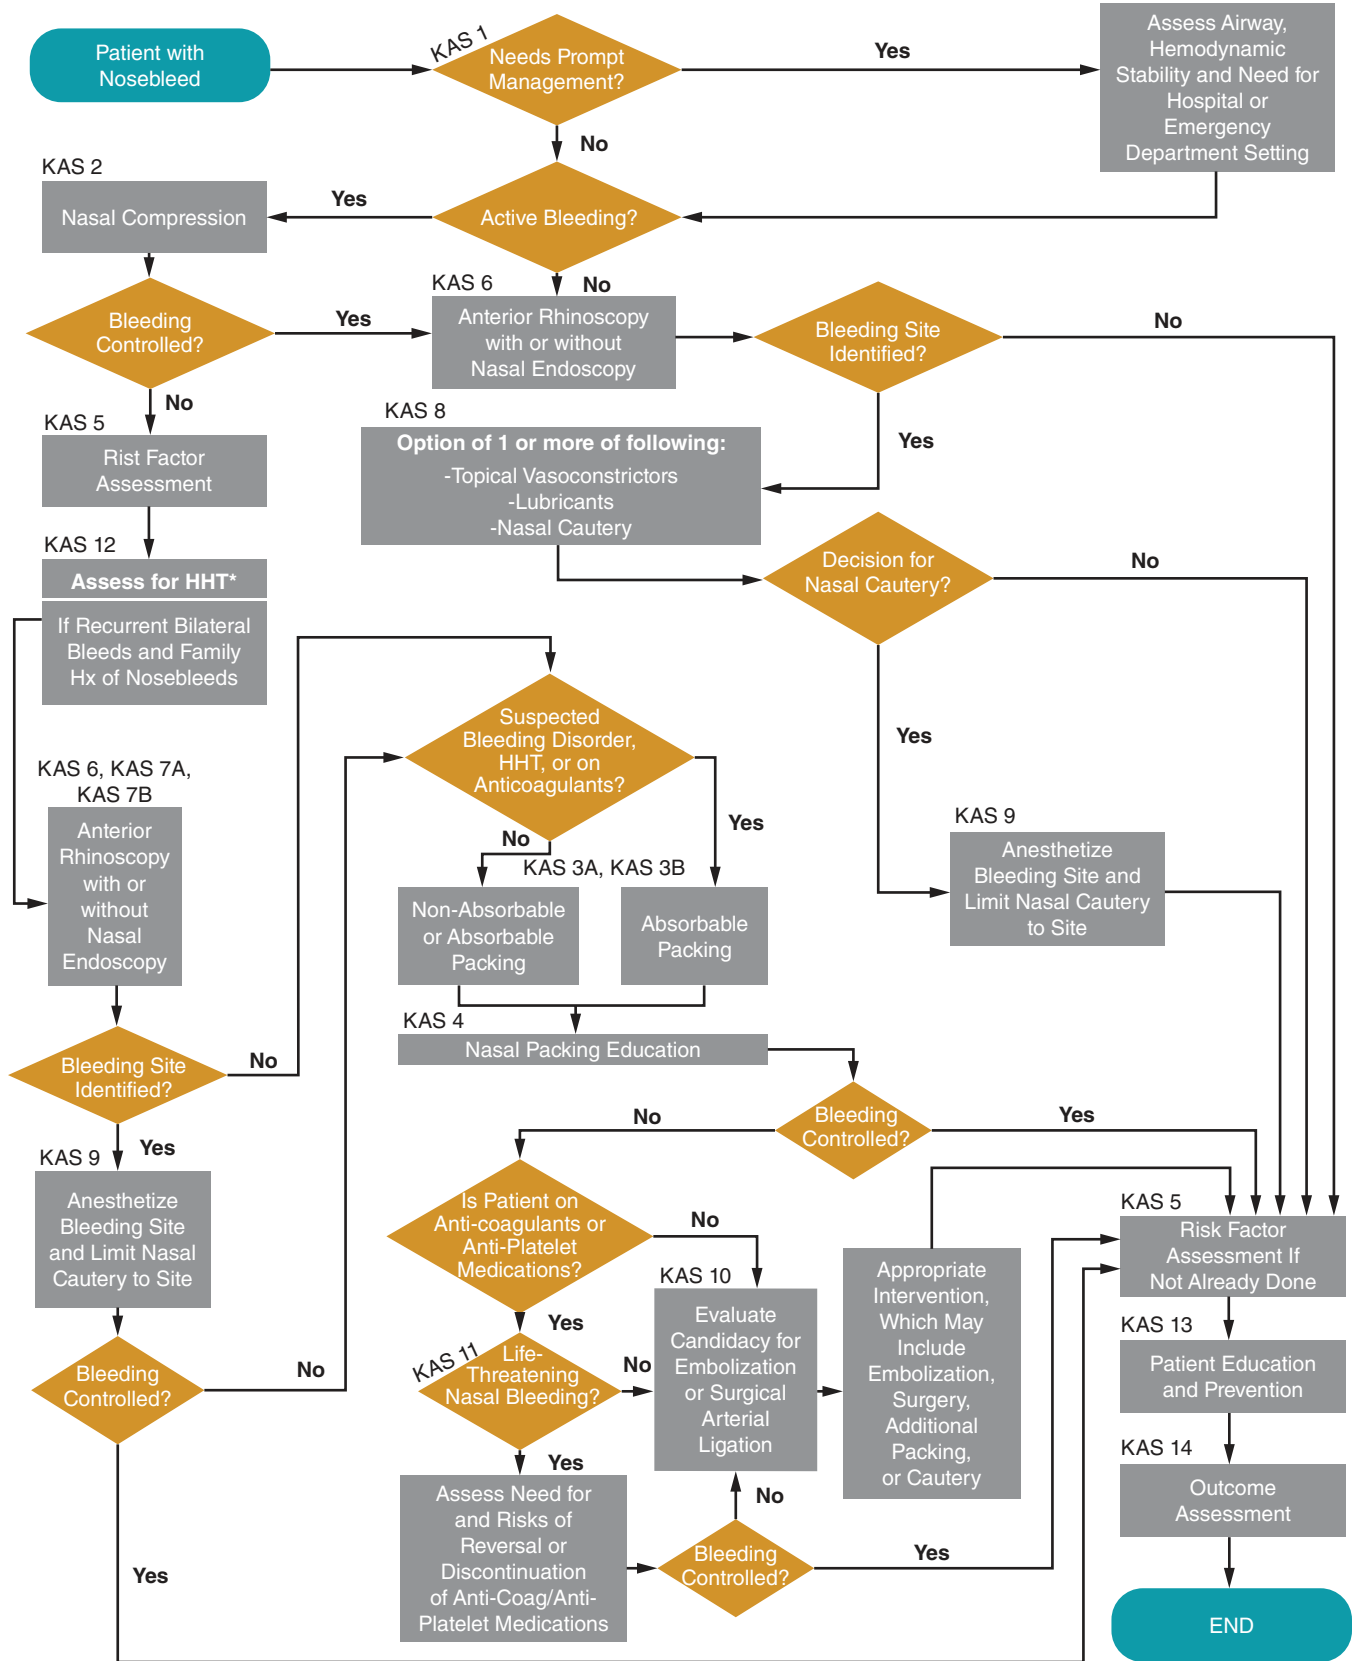 Patient with
Nosebleed
KAS 1
Needs Prompt
Management?
Yes
Assess Airway,
Hemodynamic
Stability and Need for
Hospital or
Emergency
Department Setting
No
KAS 2
Nasal Compression
Yes
Active Bleeding?
No
KAS 6
Bleeding
Controlled?
Yes
Anterior Rhinoscopy
with or without
Nasal Endoscopy
Bleeding Site
Identified?
No
No
KAS 5
Rist Factor
Assessment
KAS 8
Option of 1 or more of following:
-Topical Vasoconstrictors
-Lubricants
-Nasal Cautery
Yes
KAS 12
Assess for HHT*
If Recurrent Bilateral
Bleeds and Family
Hx of Nosebleeds
Decision for
Nasal Cautery?
No
Yes
Suspected
Bleeding Disorder,
HHT, or on
Anticoagulants?
No
Yes
KAS 6, KAS 7A,
KAS 7B
Anterior
Rhinoscopy
with or
without
Nasal
Endoscopy
KAS 3A, KAS 3B
Non-Absorbable
or Absorbable
Packing
Absorbable
Packing
KAS 9
Anesthetize
Bleeding Site and
Limit Nasal Cautery
to Site
KAS 4
Nasal Packing Education
Bleeding Site
Identified?
No
Yes
Bleeding
Controlled?
No
Yes
KAS 9
Anesthetize
Bleeding Site
and Limit Nasal
Cautery to Site
Is Patient on
Anti-coagulants or
Anti-Platelet
Medications?
No
Yes
KAS 10
Evaluate
Candidacy for
Embolization
or Surgical
Arterial
Ligation
Appropriate
Intervention,
Which May
Include
Embolization,
Surgery,
Additional
Packing,
or Cautery
KAS 5
Risk Factor
Assessment If
Not Already Done
KAS 13
Patient Education
and Prevention
KAS 14
Outcome
Assessment
END
Bleeding
Controlled?
No
Yes
KAS 11
Life-
Threatening
Nasal Bleeding?
No
Yes
Assess Need for
and Risks of
Reversal or
Discontinuation
of Anti-Coag/Anti-
Platelet Medications
Bleeding
Controlled?
No
Yes